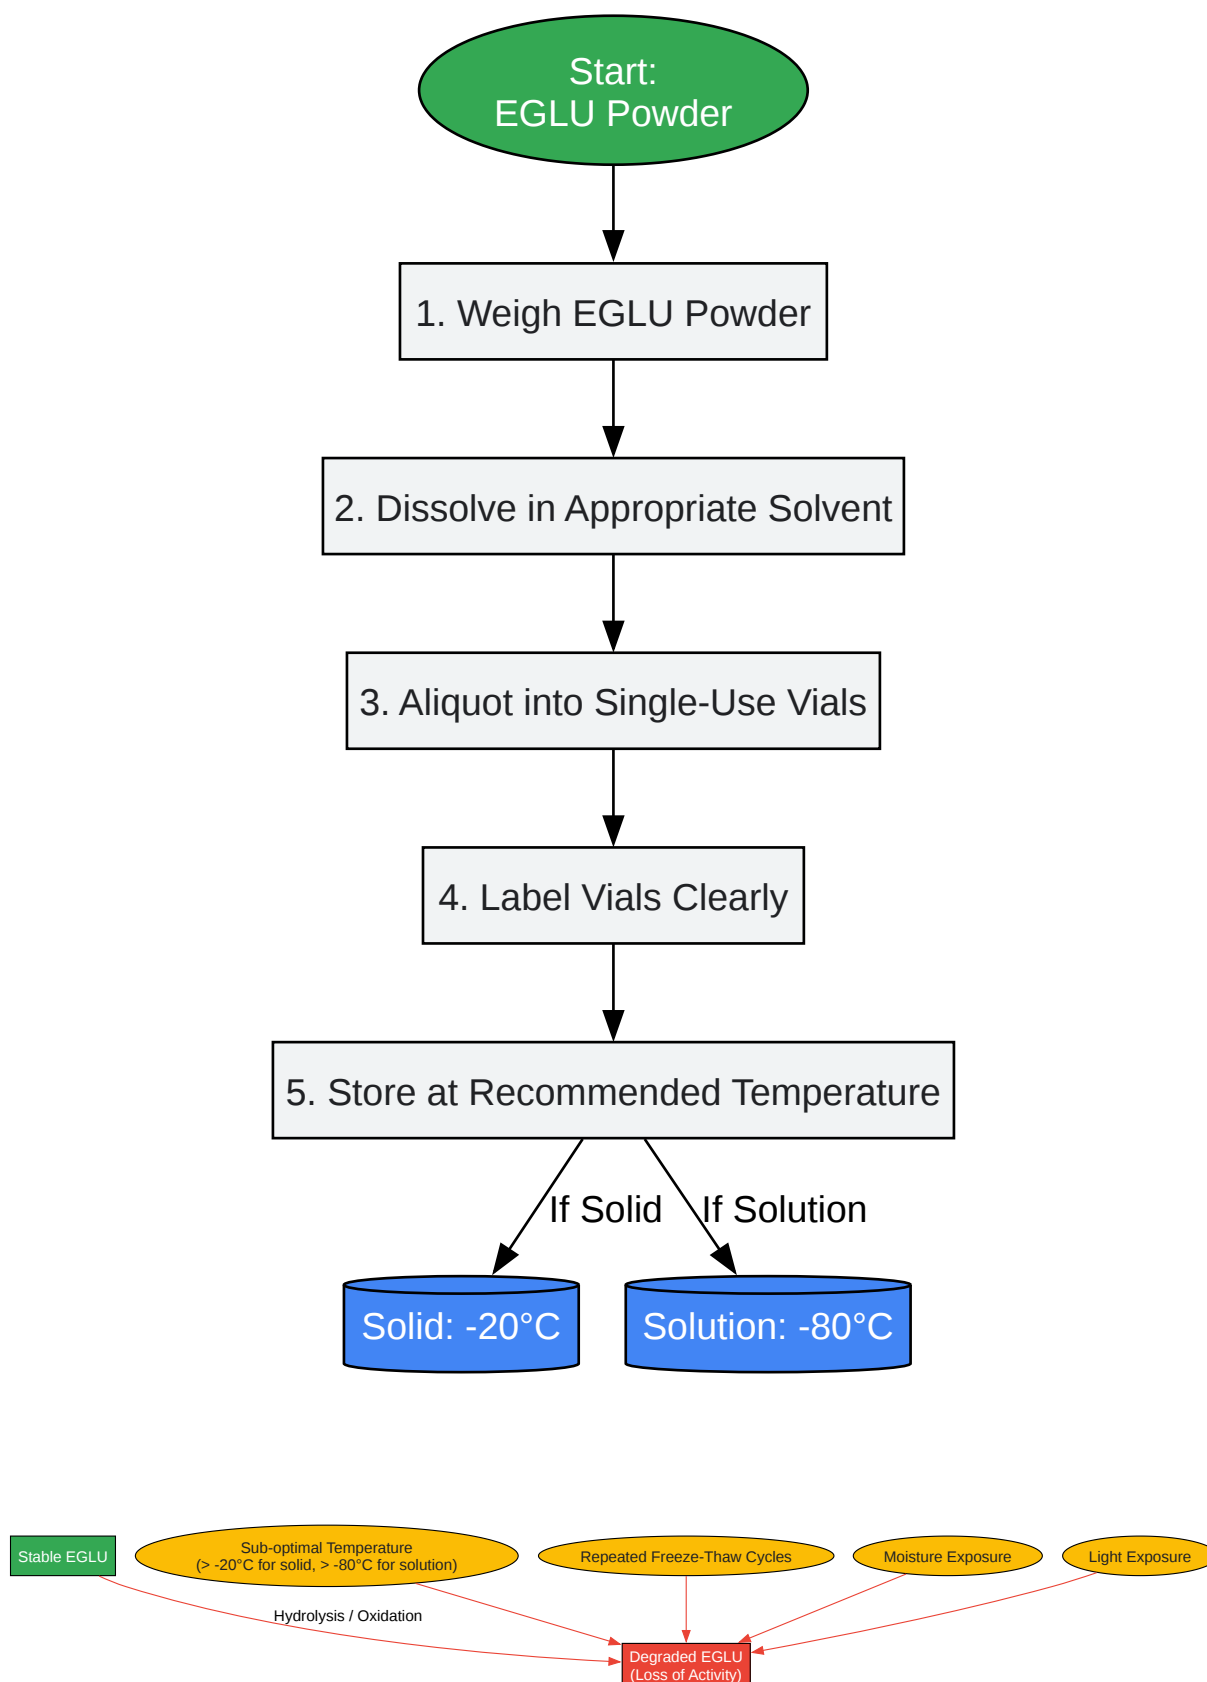 Start:
EGLU Powder
1. Weigh EGLU Powder
2. Dissolve in Appropriate Solvent
3. Aliquot into Single-Use Vials
4. Label Vials Clearly
5. Store at Recommended Temperature
If Solid
If Solution
Solid: -20°C
Solution: -80°C
Stable EGLU
Sub-optimal Temperature
(> -20°C for solid, > -80°C for solution)
Repeated Freeze-Thaw Cycles
Moisture Exposure
Light Exposure
Hydrolysis / Oxidation
Degraded EGLU
(Loss of Activity)